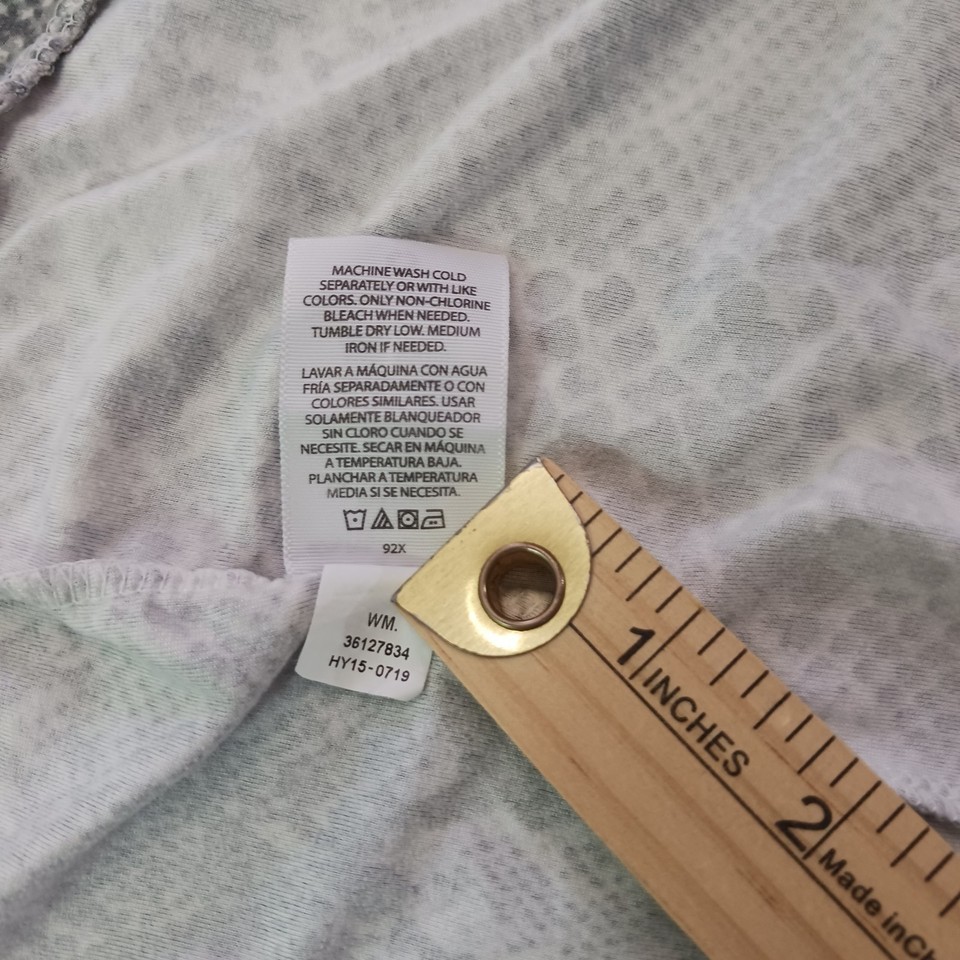 MACHINE WASH COLD
SEPARATELY OR WITH LIKE
COLORS. ONLY NON-CHLORINE
BLEACH WHEN NEEDED.
TUMBLE DRY LOW. MEDIUM
IRON IF NEEDED.
LAVAR A MÁQUINA CON AGUA
FRÍA SEPARADAMENTE O CON
COLORES SIMILARES. USAR
SOLAMENTE BLANQUEADOR
SIN CLORO CUANDO SE
NECESITE. SECAR EN MÁQUINA
A TEMPERATURA BAJA.
PLANCHAR A TEMPERATURA
MEDIA SI SE NECESITA.
92X
WM.
36127834
HY15-0719
1
INCHES
2
Made in